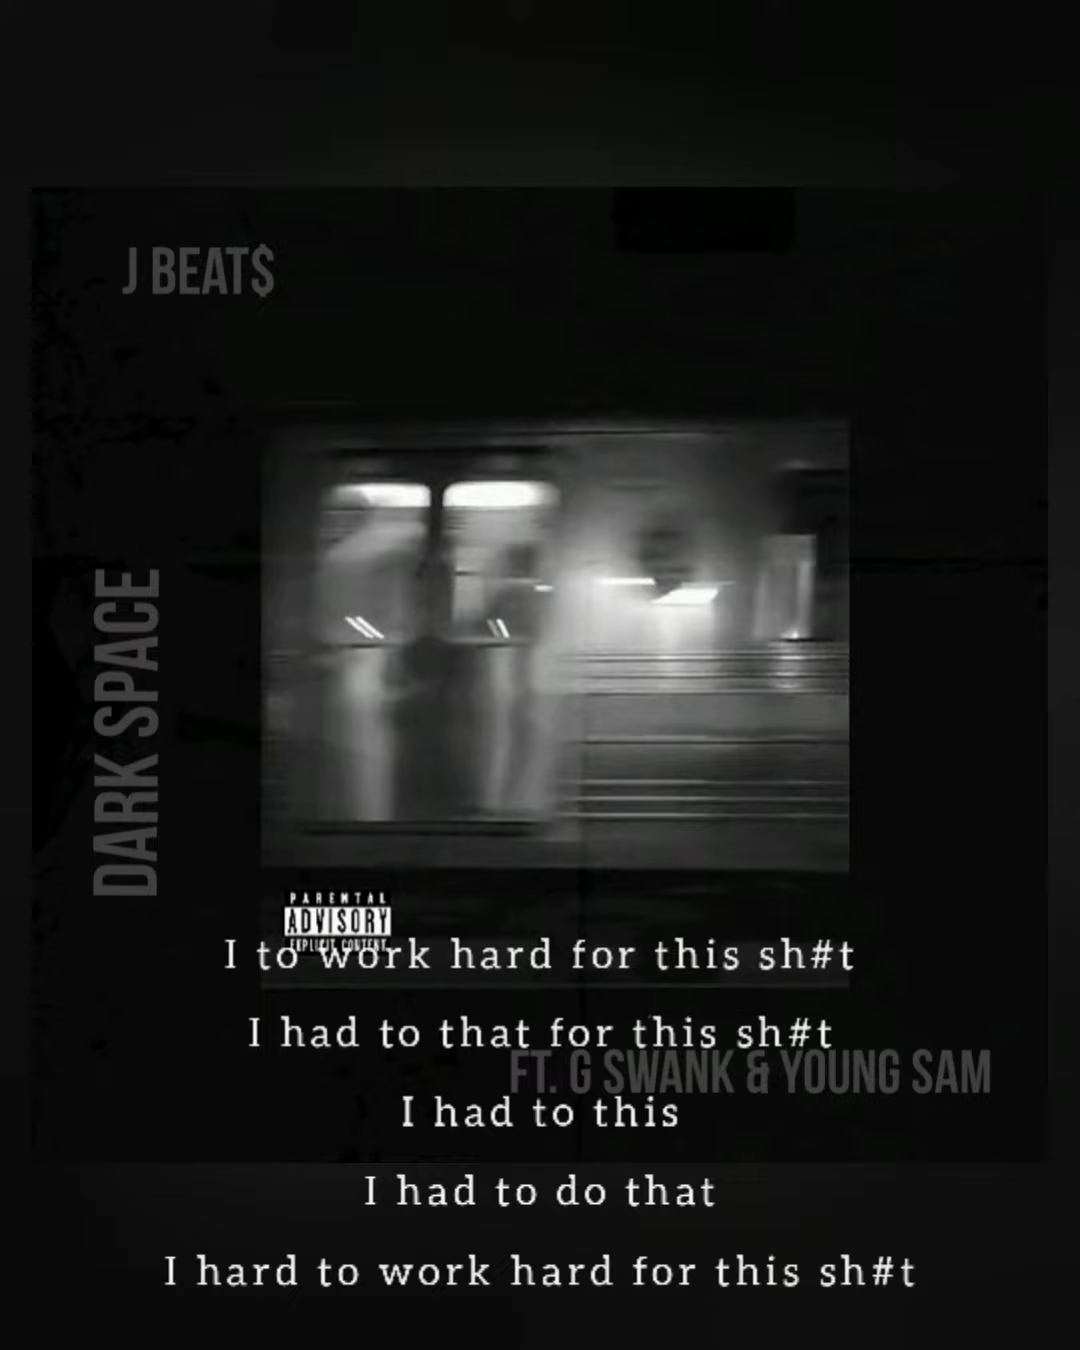 J BEAT$
DARK SPACE
PARENTAL
ADVISORY
EXPLICIT CONTENT
I to work hard for this sh#t
I had to that for this sh#t
FT. G SWANK & YOUNG SAM
I had to this
I had to do that
I hard to work hard for this sh#t